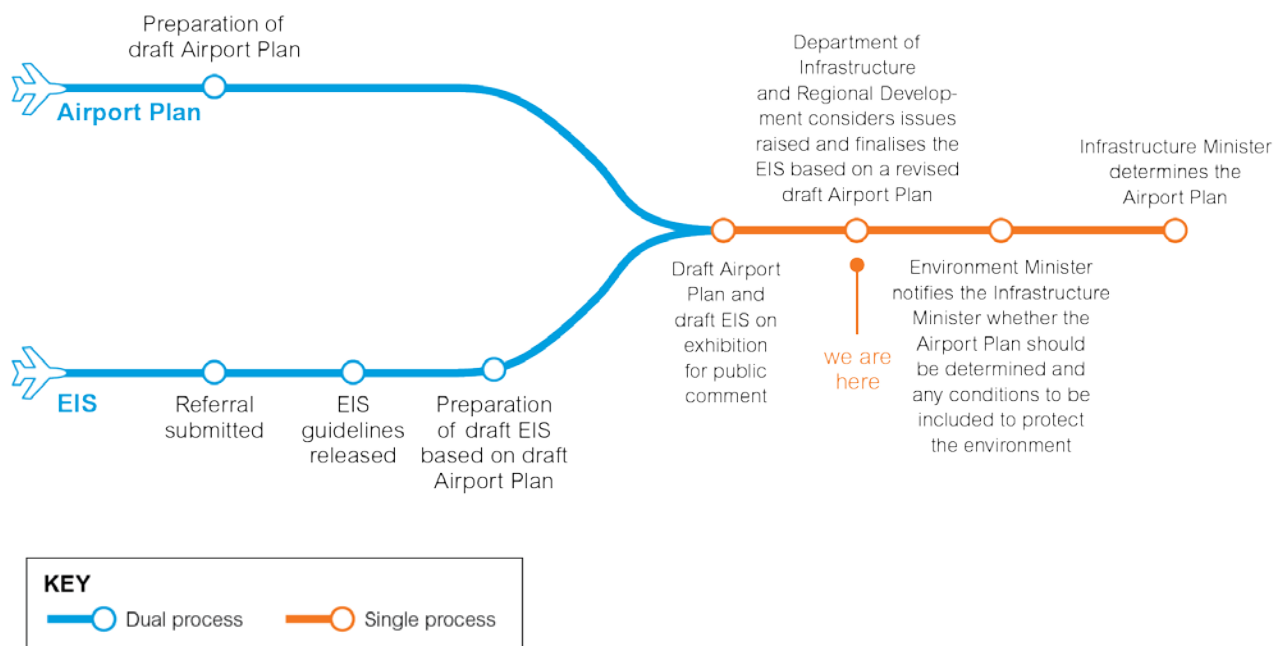 Preparation of
draft Airport Plan
Airport Plan
Department of
Infrastructure
and Regional Develop-
ment considers issues
raised and finalises the
EIS based on a revised
draft Airport Plan
Infrastructure Minister
determines the
Airport Plan
EIS
Referral
submitted
EIS
guidelines
released
Preparation
of draft EIS
based on draft
Airport Plan
Draft Airport
Plan and
draft EIS on
exhibition
for public
comment
we are
here
Environment Minister
notifies the Infrastructure
Minister whether the
Airport Plan should
be determined and
any conditions to be
included to protect
the environment
KEY
Dual process
Single process